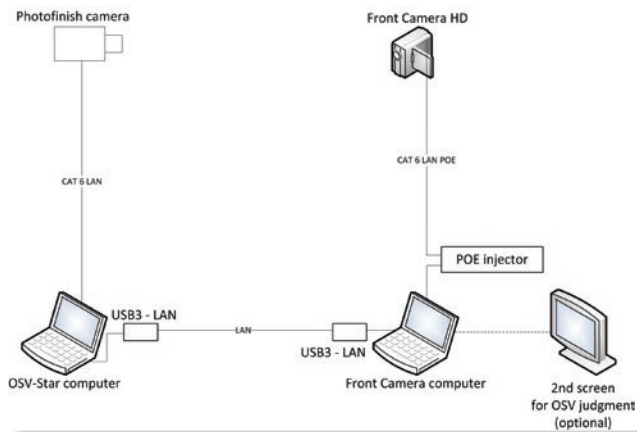 Photofinish camera
Front Camera HD
CAT 6 LAN
CAT 6 LAN POE
POE injector
USB3 - LAN
LAN
USB3 - LAN
OSV-Star computer
Front Camera computer
2nd screen
for OSV judgment
(optional)